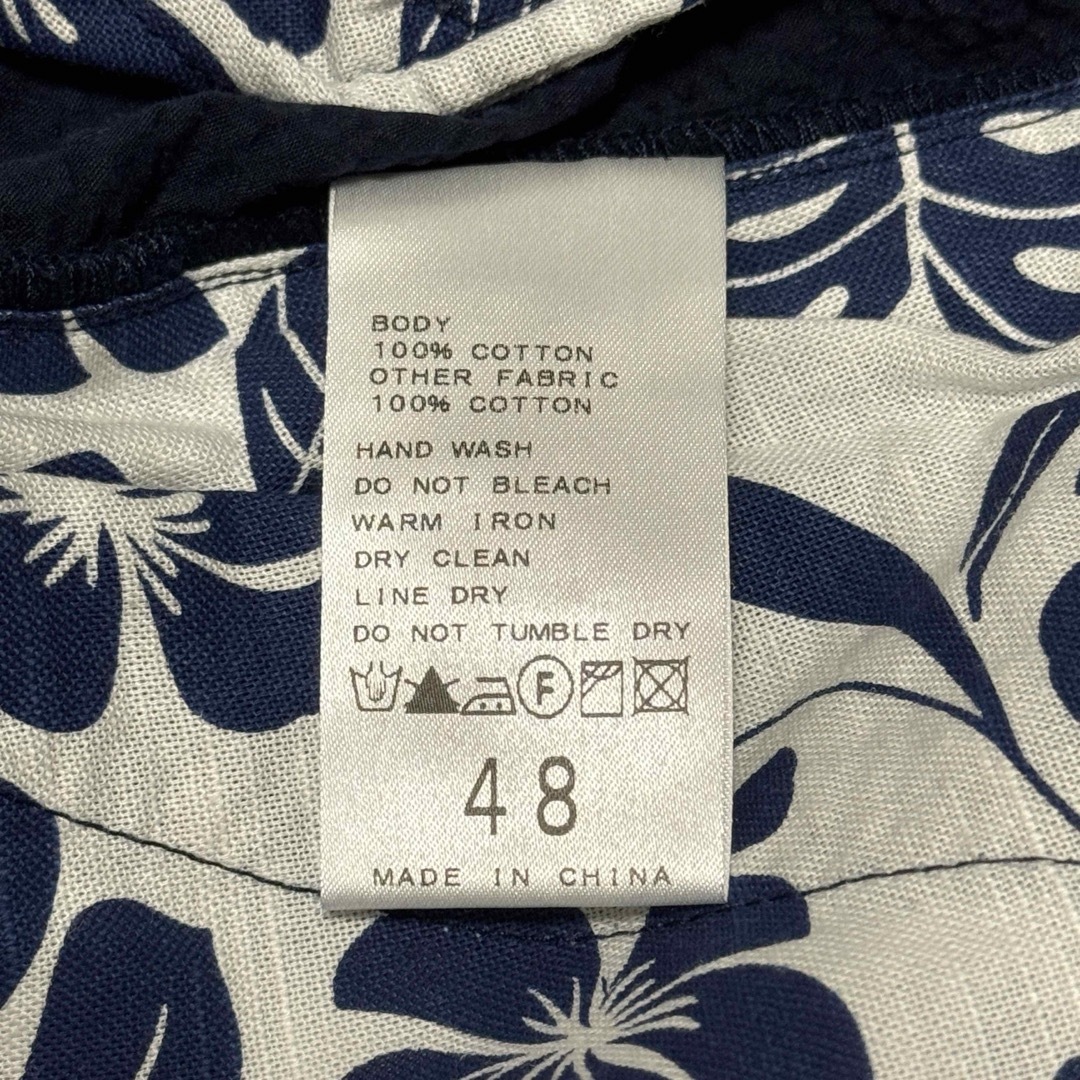 BODY
100% COTTON
OTHER FABRIC
100% COTTON
HAND WASH
DO NOT BLEACH
WARM IRON
DRY CLEAN
LINE DRY
DO NOT TUMBLE DRY
F
48
MADE IN CHINA